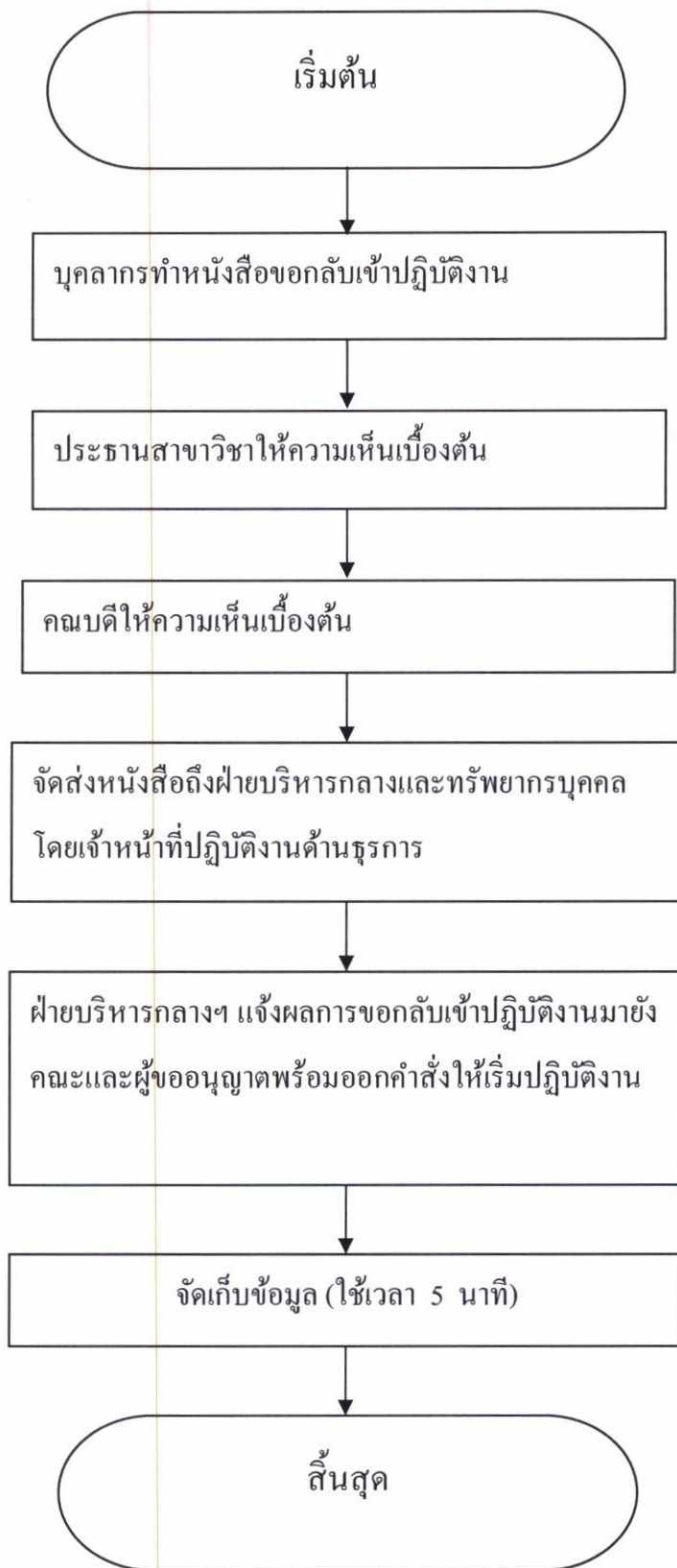 เริ่มต้น
บุคลากรทำหนังสือขอกลับเข้าปฏิบัติงาน
ประธานสาขาวิชาให้ความเห็นเบื้องต้น
คณบดีให้ความเห็นเบื้องต้น
จัดส่งหนังสือถึงฝ่ายบริหารกลางและทรัพยากรบุคคล
โดยเจ้าหน้าที่ปฏิบัติงานด้านธุรการ
ฝ่ายบริหารกลางฯ แจ้งผลการขอกลับเข้าปฏิบัติงานมายัง
คณะและผู้ขออนุญาตพร้อมออกคำสั่งให้เริ่มปฏิบัติงาน
จัดเก็บข้อมูล (ใช้เวลา 5 นาที)
สิ้นสุด